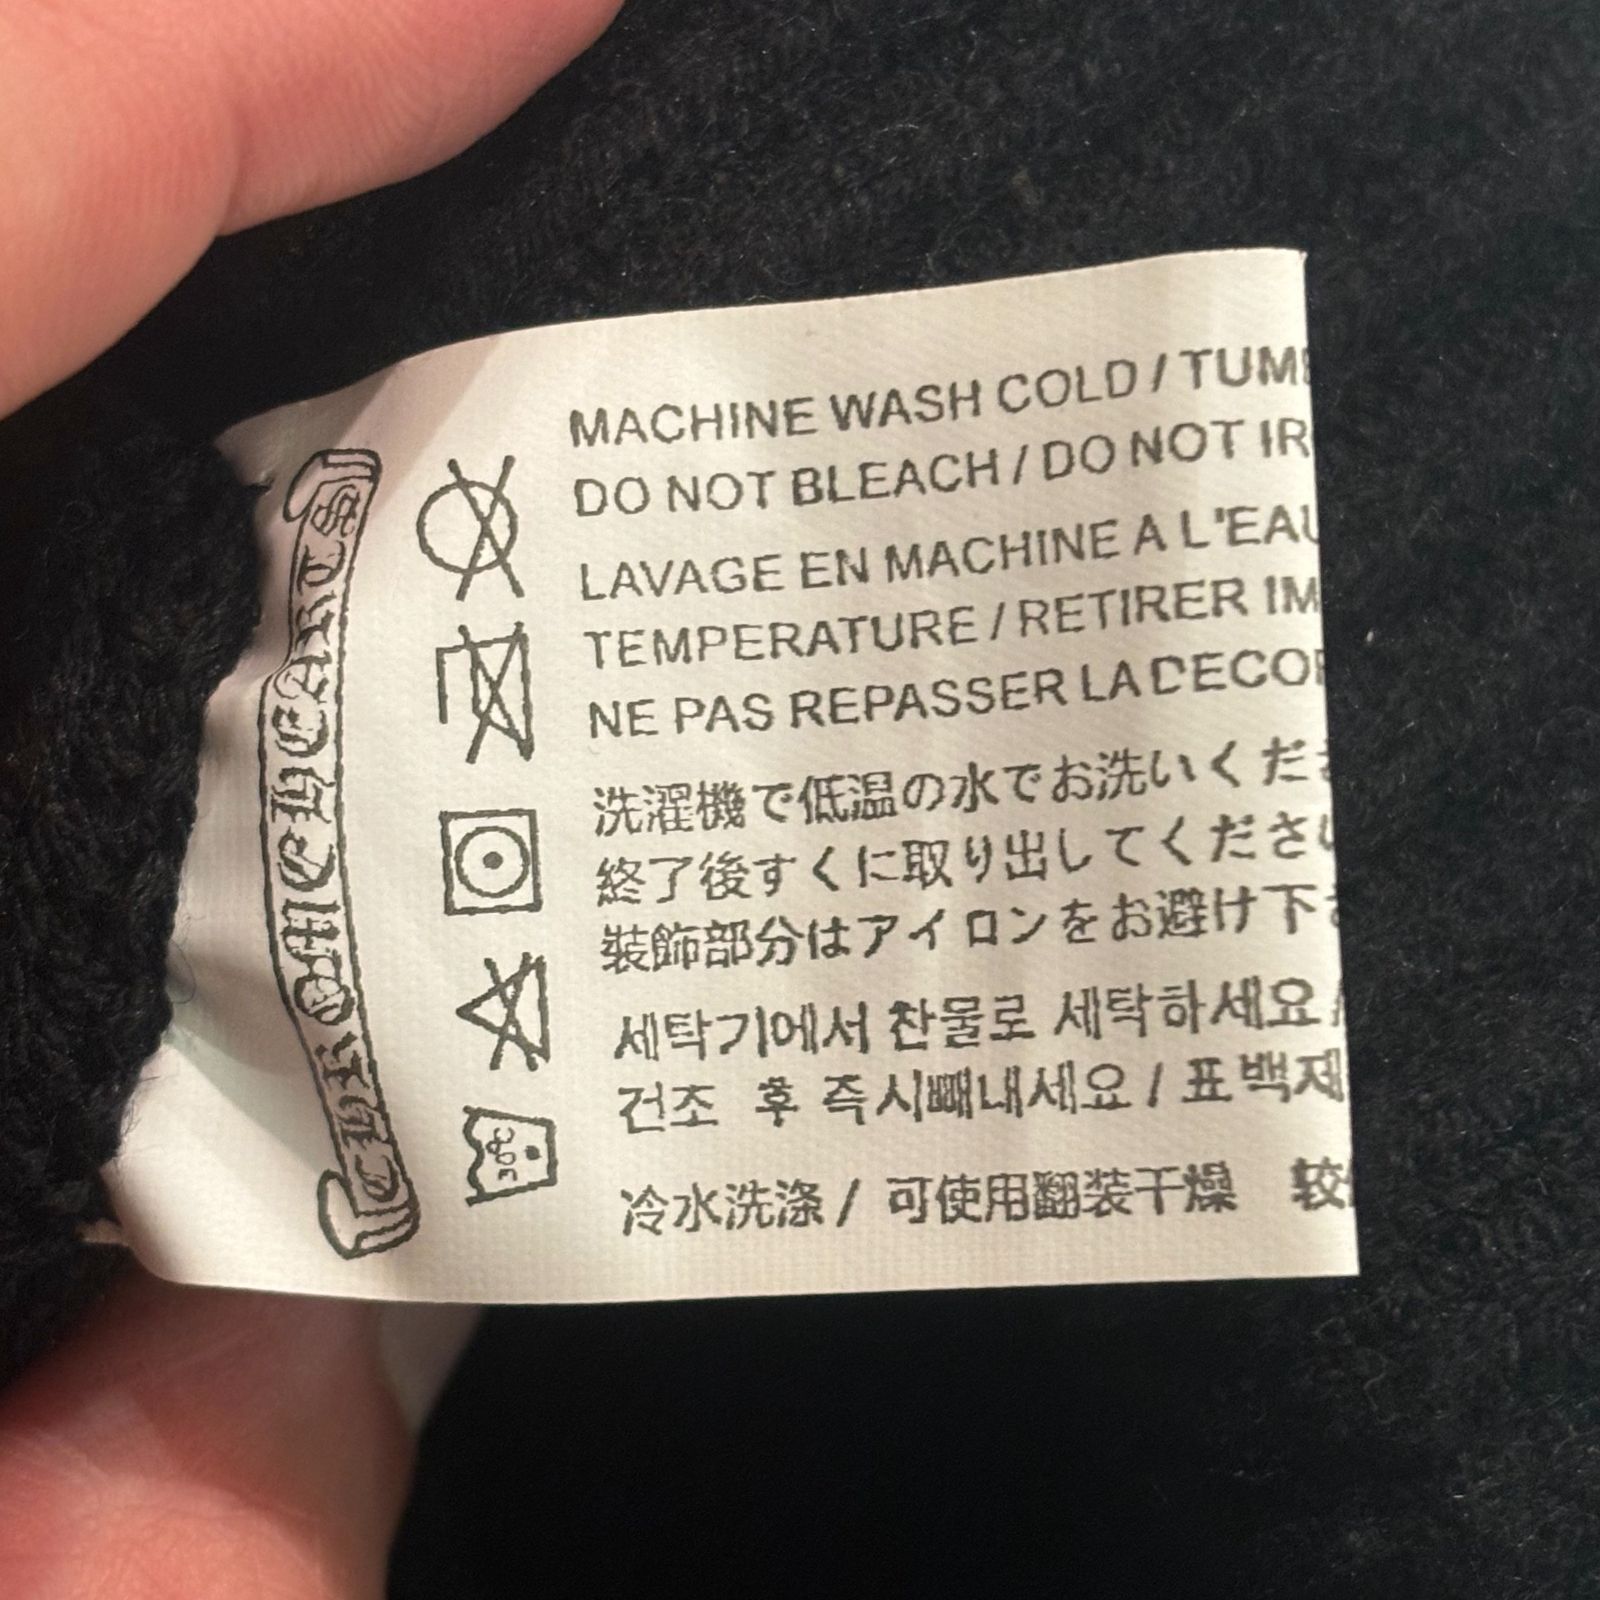 CHROME HEARTS
MACHINE WASH COLD / TUM
DO NOT BLEACH / DO NOT IR
LAVAGE EN MACHINE A L'EAU
TEMPERATURE / RETIRER IM
NE PAS REPASSER LA DECO
洗濯機で低温の水でお洗いくだ
終了後すぐに取り出してくださ
装飾部分はアイロンをお避け下
세탁기에서 찬물로 세탁하세요 /
건조 후 즉시빼내세요 / 표백제
冷水洗涤 / 可使用翻装干燥 较
30°C